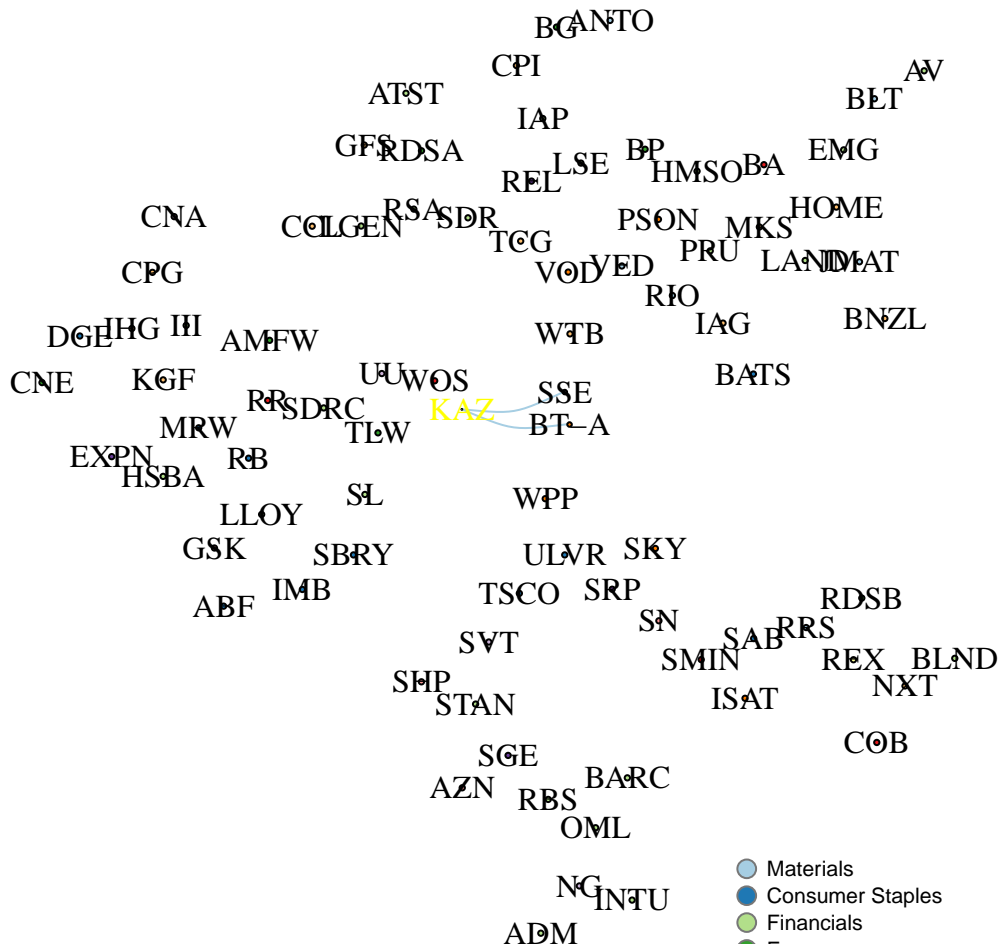 BG
ANTO
CPI
AV
ATST
BLT
IAP
GFS
RDSA
LSE
BP
HMSO
BA
EMG
REL
CNA
COL
LGEN
RSA
SDR
PSON
MKS
HOME
TCG
PRU
CPG
VOD
VED
LAND
JMAT
RIO
DGE
IHG
III
AMFW
WTB
IAG
BNZL
CNE
KGF
UU
WOS
SSE
BATS
RR
SDRC
KAZ
MRW
TLW
BT–A
EXPN
HSBA
RB
SL
WPP
LLOY
GSK
SBRY
ULVR
SKY
IMB
TSCO
SRP
RDSB
ABF
SN
SVT
SAB
RRS
SMIN
REX
BLND
SHP
STAN
ISAT
NXT
COB
SGE
AZN
RBS
BARC
OML
NG
INTU
ADM
Materials
Consumer Staples
Financials